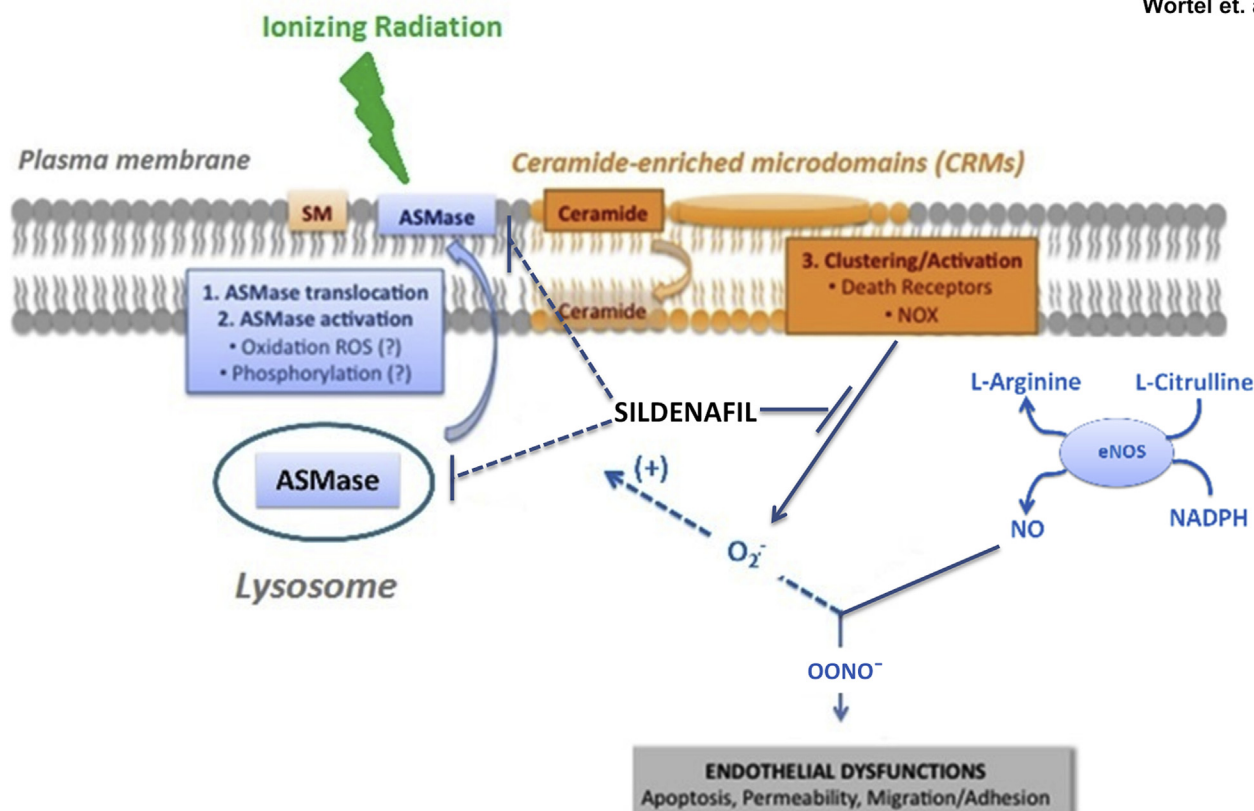 Wortel et. a
Ionizing Radiation
Plasma membrane
Ceramide-enriched microdomains (CRMs)
SM
ASMase
Ceramide
3. Clustering/Activation
• Death Receptors
• NOX
1. ASMase translocation
2. ASMase activation
• Oxidation ROS (?)
• Phosphorylation (?)
Ceramide
L-Arginine
L-Citrulline
SILDENAFIL
eNOS
ASMase
(+)
NADPH
NO
O₂⁻
Lysosome
OONO⁻
ENDOTHELIAL DYSFUNCTIONS
Apoptosis, Permeability, Migration/Adhesion